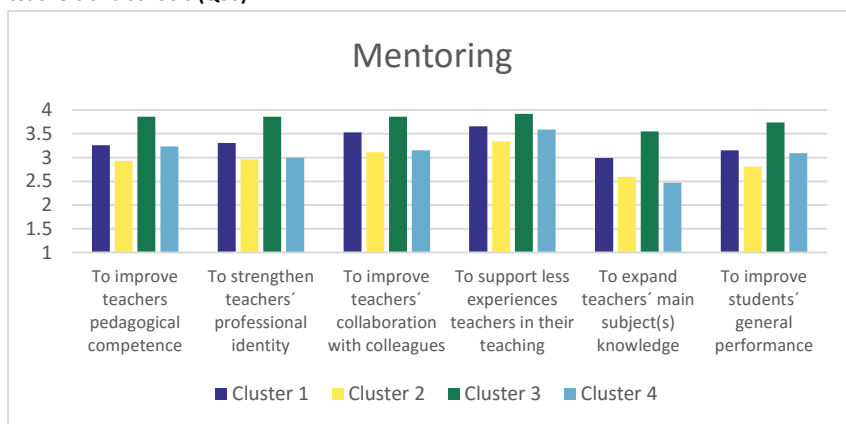 Mentoring
4
3.5
3
2.5
2
1.5
1
To improve
teachers
pedagogical
competence
To strengthen
teachers´
professional
identity
To improve
teachers´
collaboration
with colleagues
To support less
experiences
teachers in their
teaching
To expand
teachers´ main
subject(s)
knowledge
To improve
students´
general
performance
Cluster 1 Cluster 2 Cluster 3 Cluster 4